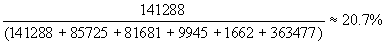 141288
(141288 + 85725 + 81681 + 9945 + 1662 + 363477) ≈ 20.7%